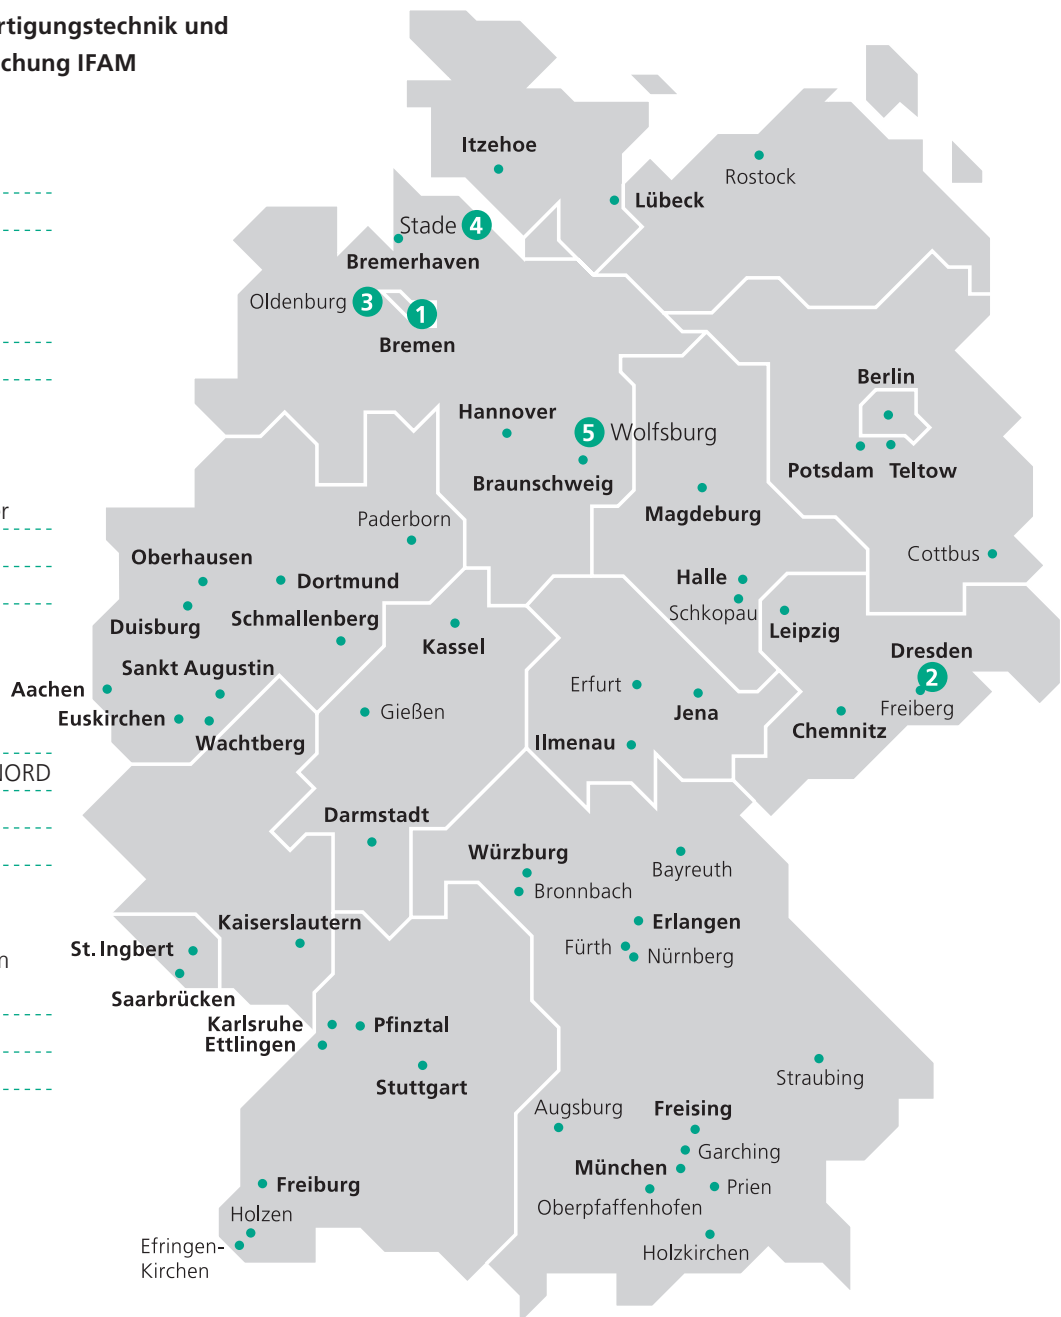 rtigungstechnik und
chung IFAM
Itzehoe
Rostock
Lübeck
Stade 4
Bremerhaven
Oldenburg 3
1
Bremen
Berlin
Hannover
5 Wolfsburg
Potsdam Teltow
Braunschweig
Magdeburg
er
Paderborn
Cottbus
Oberhausen
Dortmund
Halle
Schkopau
Duisburg
Schmallenberg
Kassel
Leipzig
Dresden
2
Sankt Augustin
Aachen
Erfurt
Freiberg
Euskirchen
Gießen
Jena
Chemnitz
Wachtberg
Ilmenau
NORD
Darmstadt
Würzburg
Bayreuth
Bronnbach
Kaiserslautern
Erlangen
St. Ingbert
Fürth
Nürnberg
n
Saarbrücken
Karlsruhe
Pfinztal
Ettlingen
Stuttgart
Straubing
Augsburg
Freising
Garching
München
Freiburg
Prien
Oberpfaffenhofen
Holzen
Efringen-
Kirchen
Holzkirchen